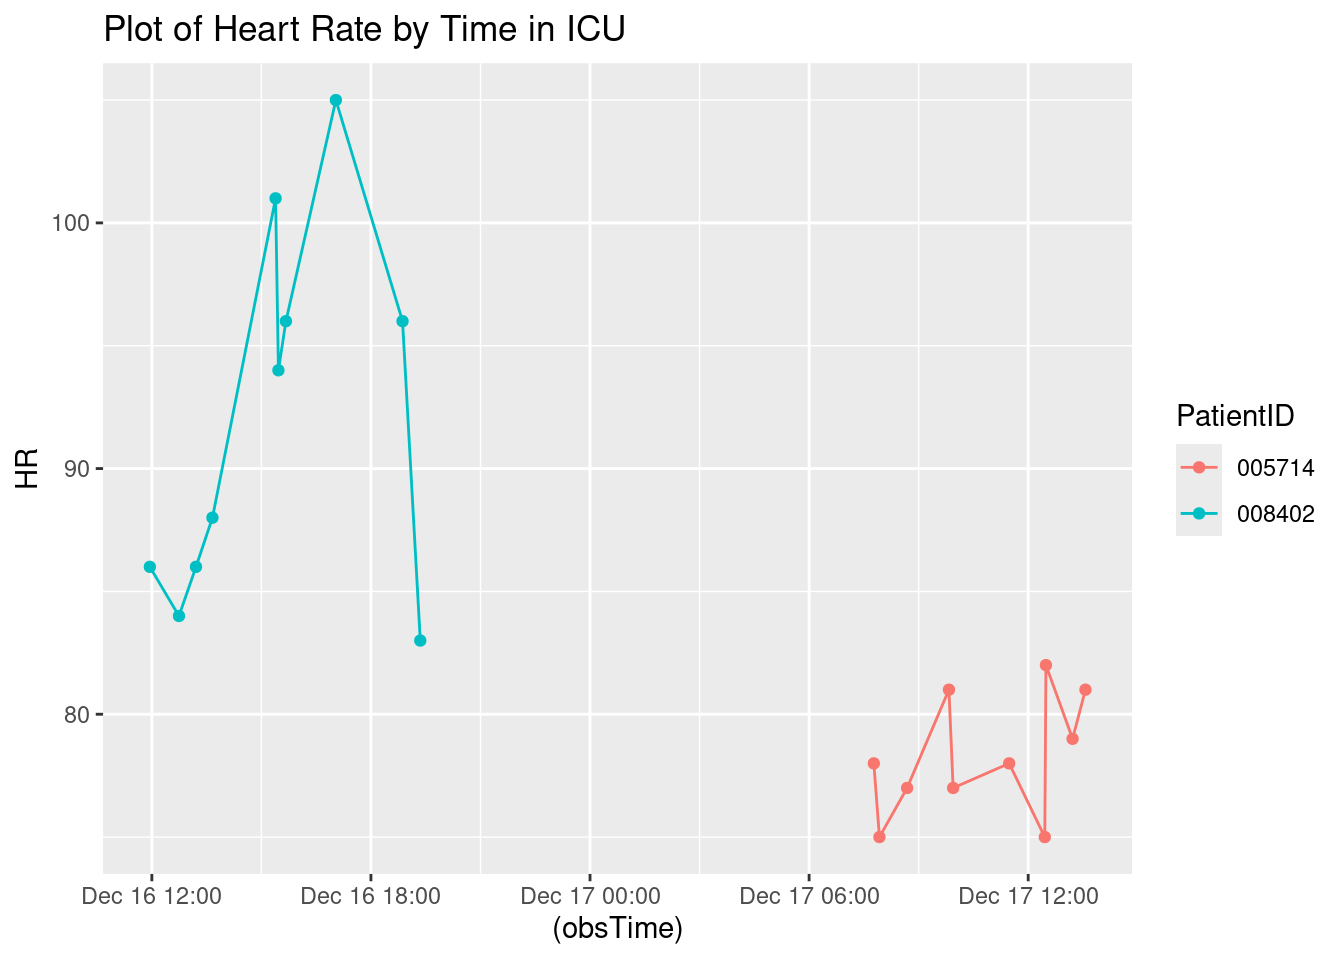 Plot of Heart Rate by Time in ICU
HR
100
90
80
Dec 16 12:00
Dec 16 18:00
Dec 17 00:00
Dec 17 06:00
Dec 17 12:00
(obsTime)
PatientID
005714
008402